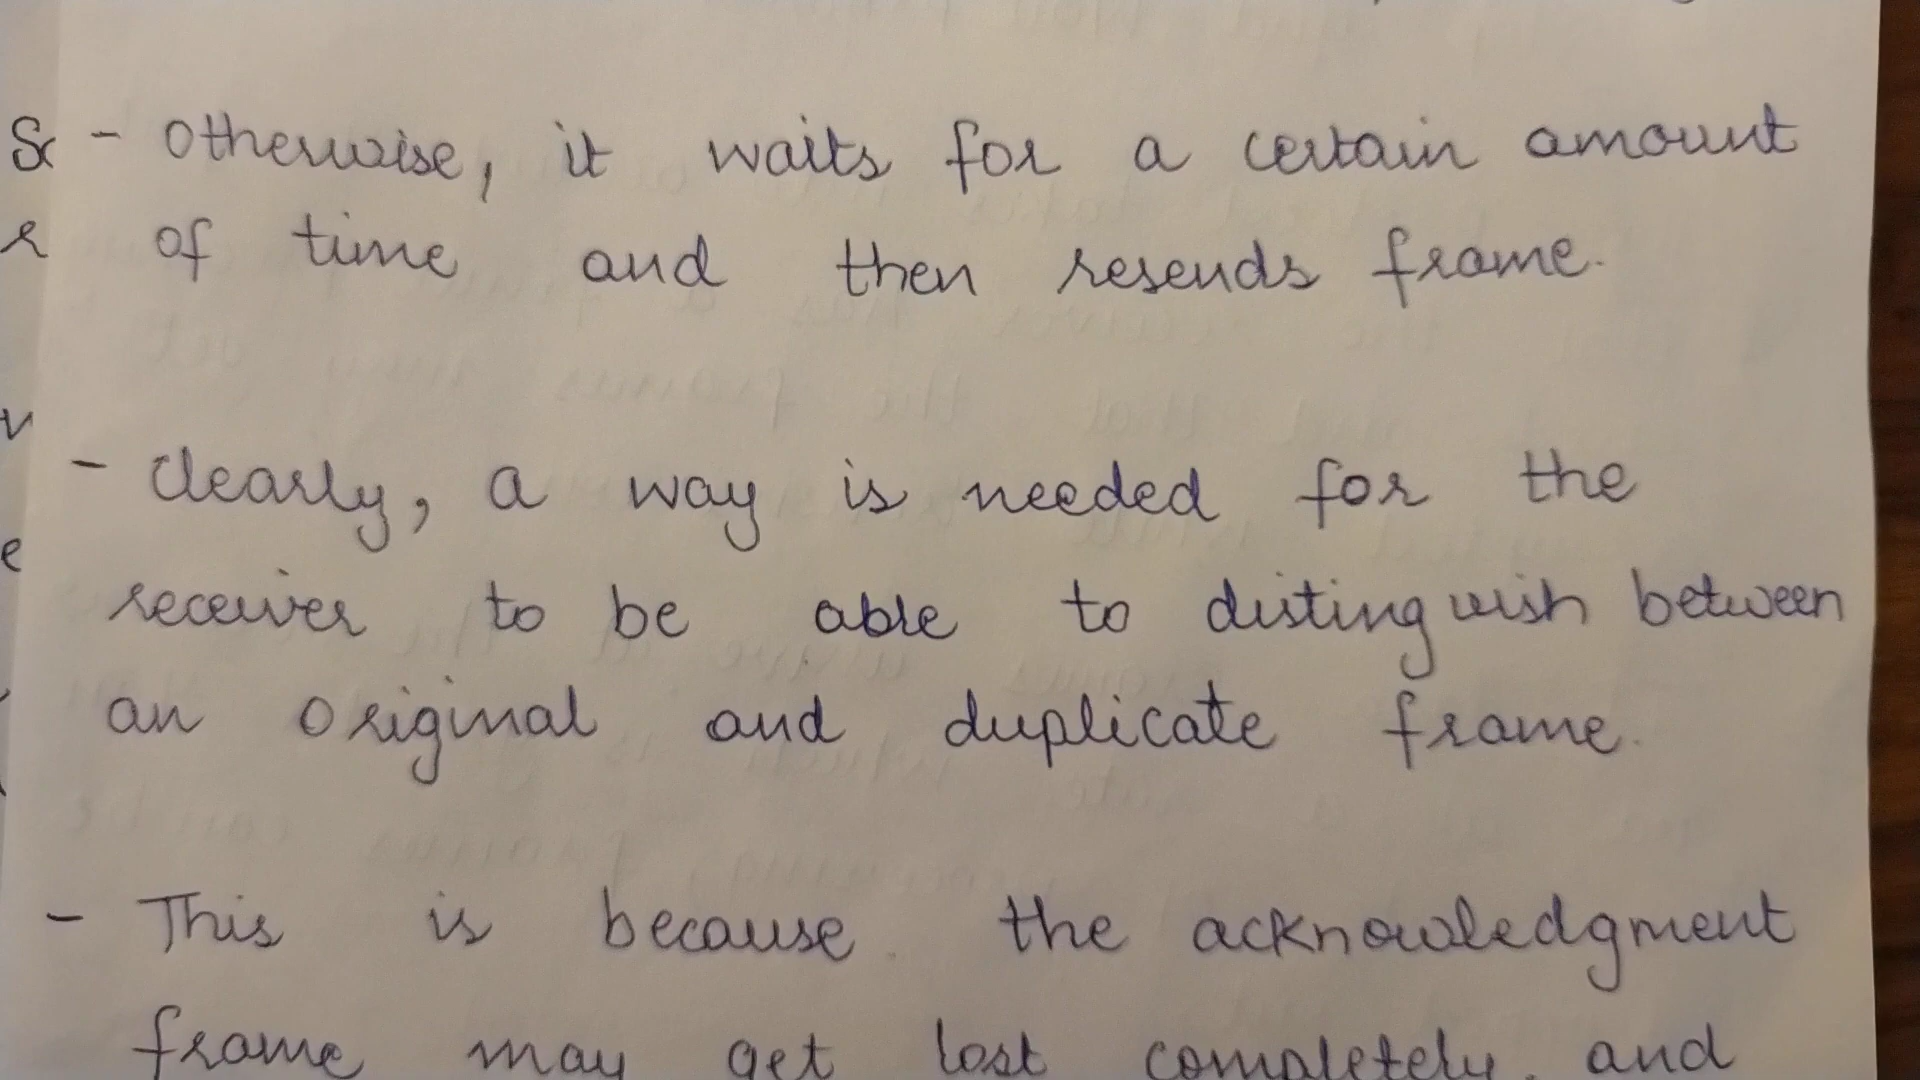 - Otherwise, it waits for a certain amount
of time and then resends frame.
- Clearly, a way is needed for the
receiver to be able to distinguish between
an original and duplicate frame.
- This is because the acknowledgment
frame may get lost completely, and